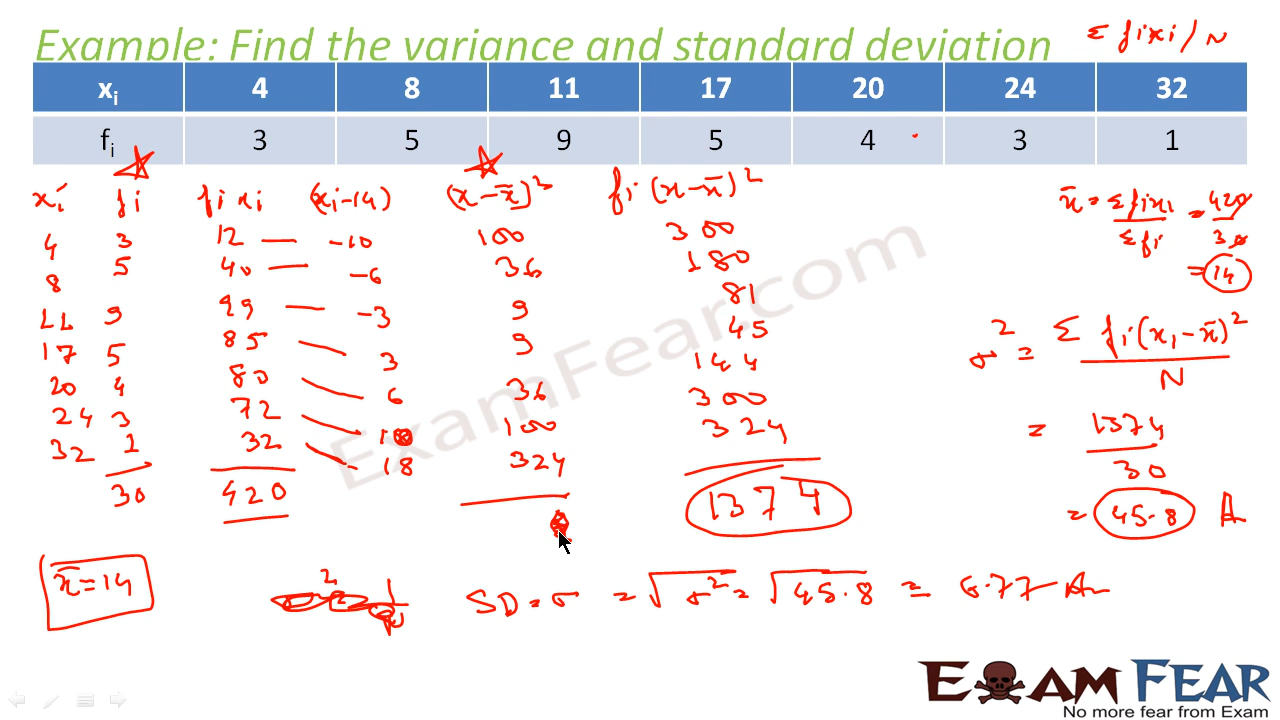 Example: Find the variance and standard deviation Σ fixi / N
xi 4 8 11 17 20 24 32
fi 3 5 9 5 4 3 1
xi fi fi xi (xi-14) (x-x̄)² fi (x-x̄)²
4 3 12 -10 100 300
8 5 40 -6 36 180
11 9 99 -3 9 81
17 5 85 3 9 45
20 4 80 6 36 144
24 3 72 10 100 300
32 1 32 18 324 324
30 420 1374
x̄ = Σfixi / Σfi = 420 / 30
= 14
σ² = Σ fi(xi-x̄)² / N
= 1374 / 30
= 45.8 A
x̄ = 14
SD = σ = √σ² = √45.8 = 6.77 An
ExamFear.com
EXAM FEAR
No more fear from Exam